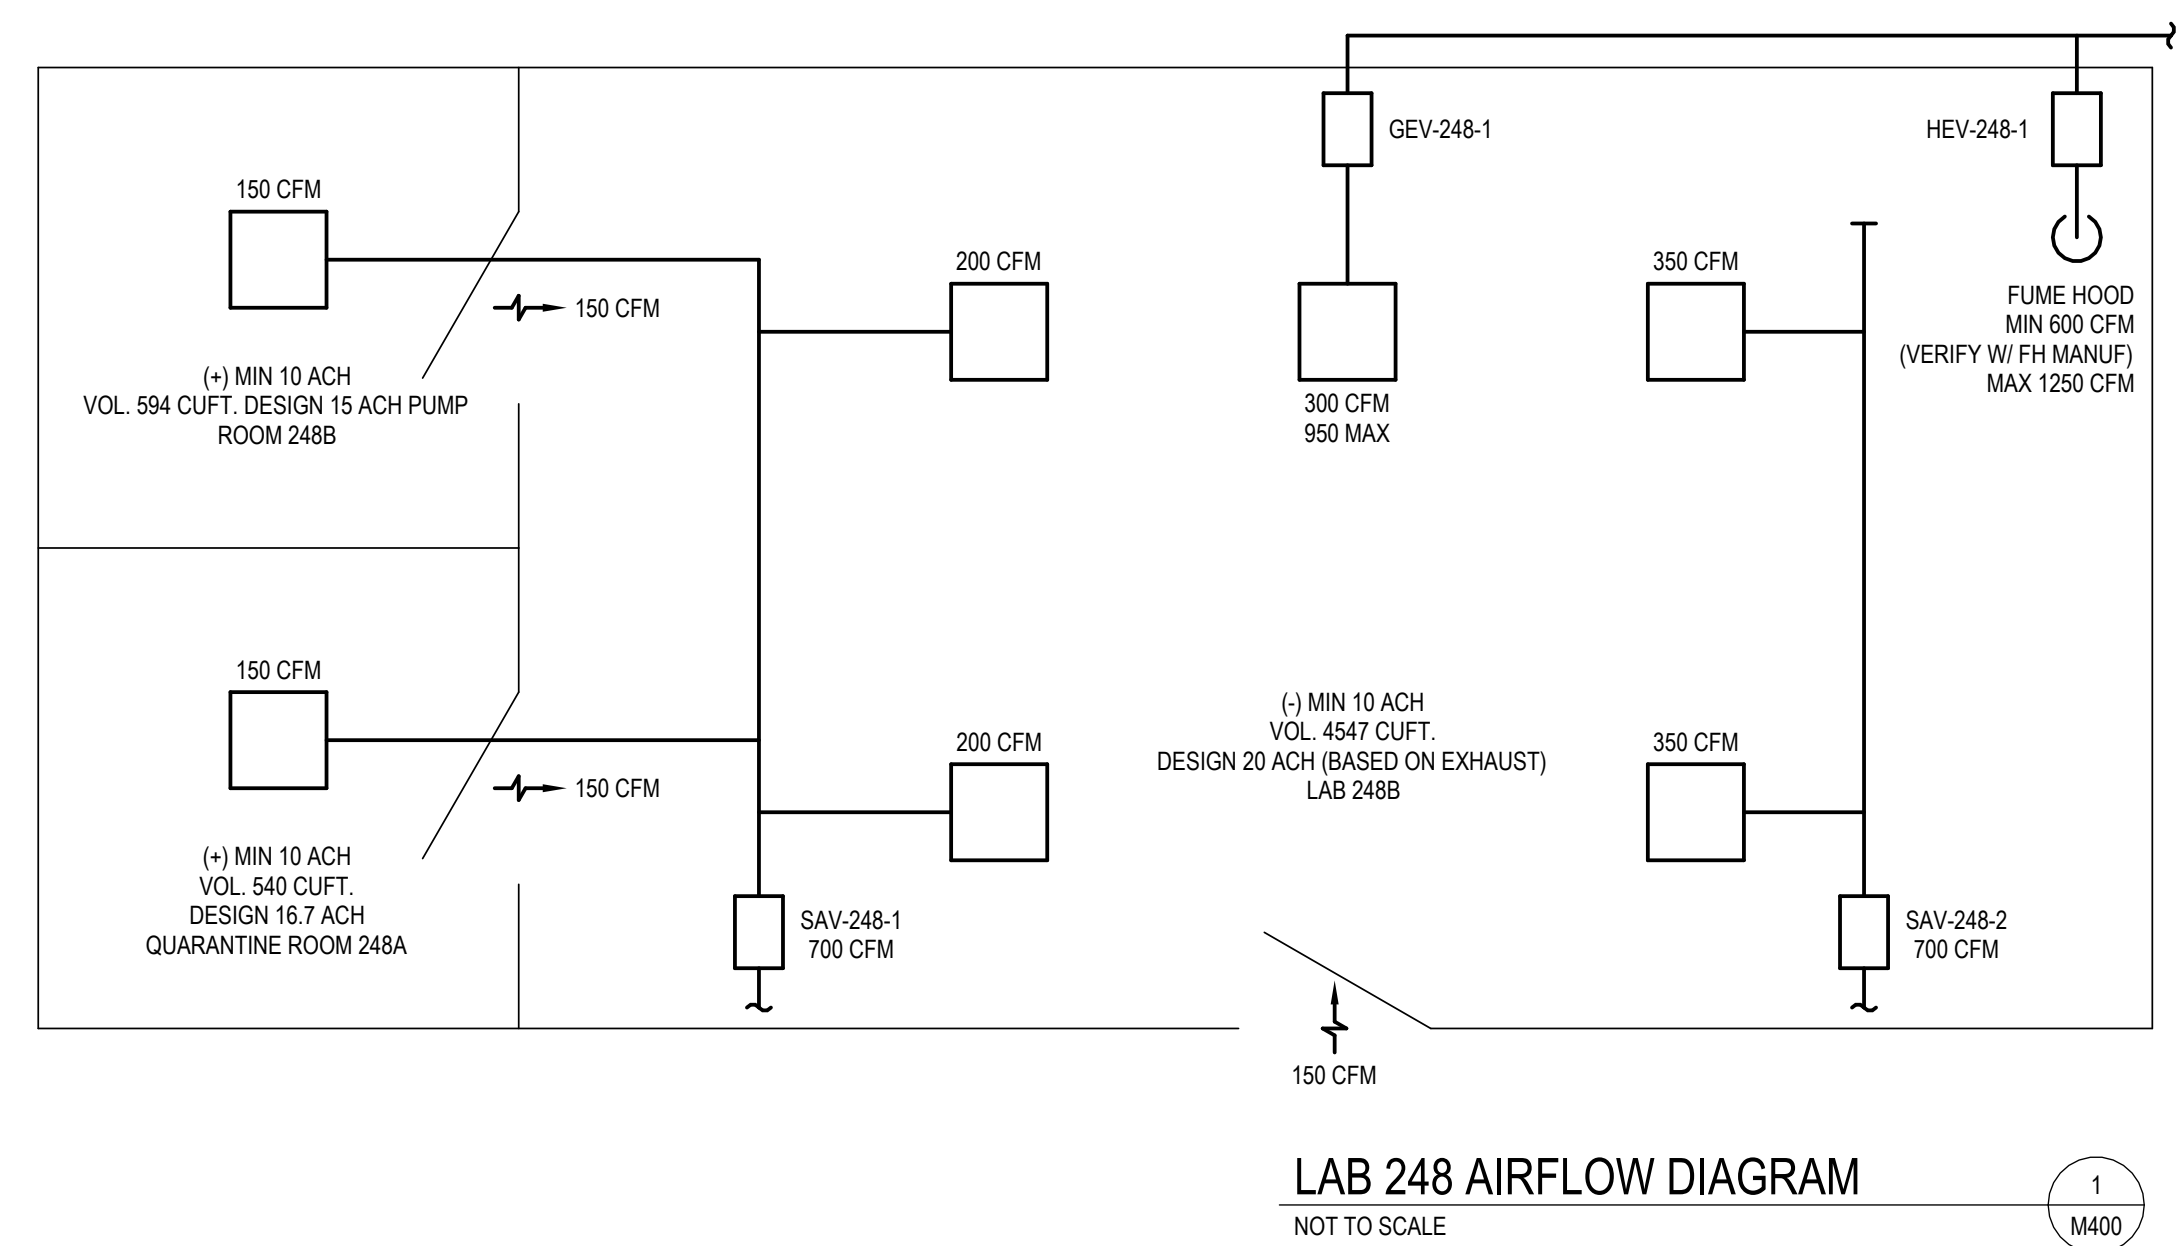 GEV-248-1
HEV-248-1
150 CFM
150 CFM
(+) MIN 10 ACH
VOL. 594 CUFT. DESIGN 15 ACH PUMP
ROOM 248B
200 CFM
300 CFM
950 MAX
350 CFM
FUME HOOD
MIN 600 CFM
(VERIFY W/ FH MANUF)
MAX 1250 CFM
150 CFM
150 CFM
(+) MIN 10 ACH
VOL. 540 CUFT.
DESIGN 16.7 ACH
QUARANTINE ROOM 248A
200 CFM
SAV-248-1
700 CFM
(-) MIN 10 ACH
VOL. 4547 CUFT.
DESIGN 20 ACH (BASED ON EXHAUST)
LAB 248B
350 CFM
SAV-248-2
700 CFM
150 CFM
LAB 248 AIRFLOW DIAGRAM
NOT TO SCALE
1
M400